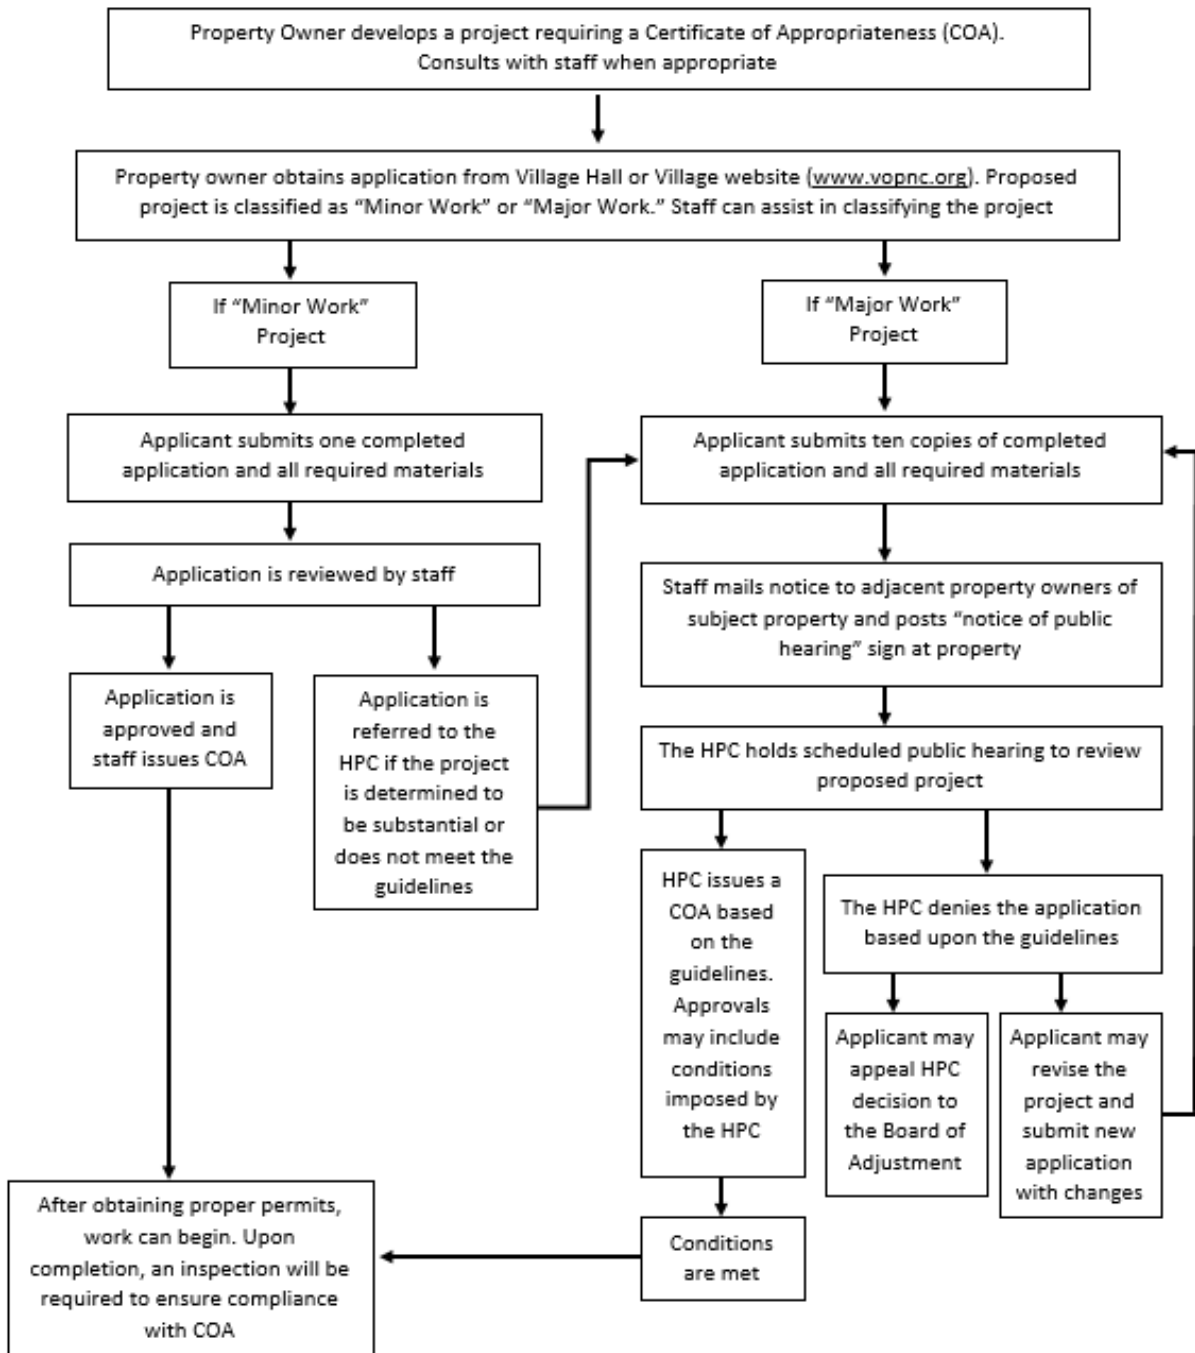 Property Owner develops a project requiring a Certificate of Appropriateness (COA).
Consults with staff when appropriate
Property owner obtains application from Village Hall or Village website (www.vopnc.org). Proposed
project is classified as “Minor Work” or “Major Work.” Staff can assist in classifying the project
If “Minor Work”
Project
If “Major Work”
Project
Applicant submits one completed
application and all required materials
Applicant submits ten copies of completed
application and all required materials
Application is reviewed by staff
Staff mails notice to adjacent property owners of
subject property and posts “notice of public
hearing” sign at property
Application is
approved and
staff issues COA
Application is
referred to the
HPC if the project
is determined to
be substantial or
does not meet the
guidelines
The HPC holds scheduled public hearing to review
proposed project
HPC issues a
COA based
on the
guidelines.
Approvals
may include
conditions
imposed by
the HPC
The HPC denies the application
based upon the guidelines
Applicant may
appeal HPC
decision to
the Board of
Adjustment
Applicant may
revise the
project and
submit new
application
with changes
After obtaining proper permits,
work can begin. Upon
completion, an inspection will be
required to ensure compliance
with COA
Conditions
are met